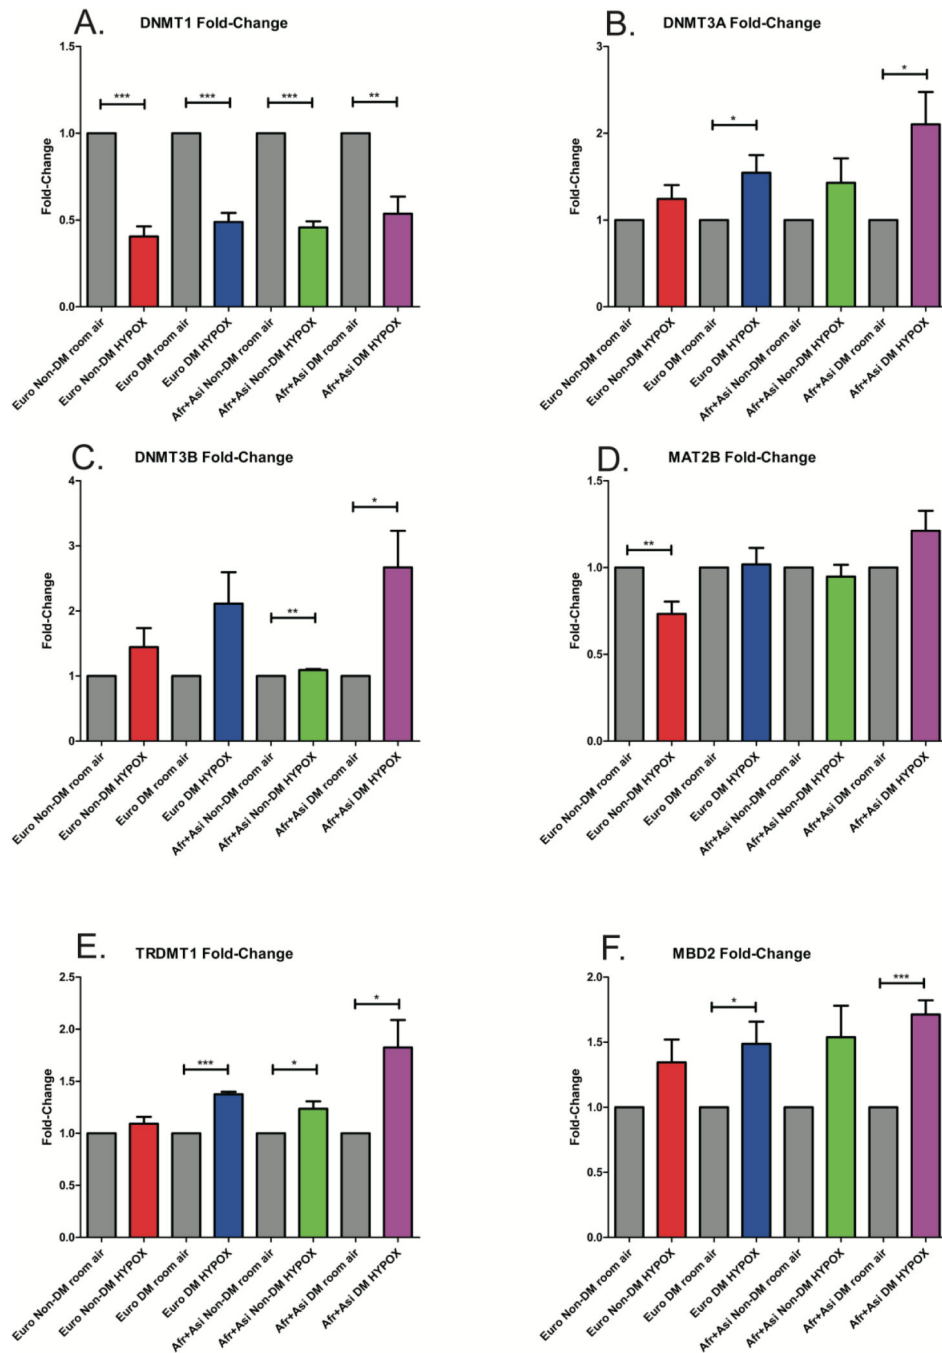 A.
DNMT1 Fold-Change
Fold-Change
1.5
1.0
0.5
0.0
***
***
***
**
Euro Non-DM room air
Euro Non-DM HYPOX
Euro DM room air
Euro DM HYPOX
Afr+Asi Non-DM room air
Afr+Asi Non-DM HYPOX
Afr+Asi DM room air
Afr+Asi DM HYPOX
B.
DNMT3A Fold-Change
Fold-Change
3
2
1
0
*
*
Euro Non-DM room air
Euro Non-DM HYPOX
Euro DM room air
Euro DM HYPOX
Afr+Asi Non-DM room air
Afr+Asi Non-DM HYPOX
Afr+Asi DM room air
Afr+Asi DM HYPOX
C.
DNMT3B Fold-Change
Fold-Change
4
3
2
1
0
**
*
Euro Non-DM room air
Euro Non-DM HYPOX
Euro DM room air
Euro DM HYPOX
Afr+Asi Non-DM room air
Afr+Asi Non-DM HYPOX
Afr+Asi DM room air
Afr+Asi DM HYPOX
D.
MAT2B Fold-Change
Fold-Change
1.5
1.0
0.5
0.0
**
Euro Non-DM room air
Euro Non-DM HYPOX
Euro DM room air
Euro DM HYPOX
Afr+Asi Non-DM room air
Afr+Asi Non-DM HYPOX
Afr+Asi DM room air
Afr+Asi DM HYPOX
E.
TRDMT1 Fold-Change
Fold-Change
2.5
2.0
1.5
1.0
0.5
0.0
***
*
*
Euro Non-DM room air
Euro Non-DM HYPOX
Euro DM room air
Euro DM HYPOX
Afr+Asi Non-DM room air
Afr+Asi Non-DM HYPOX
Afr+Asi DM room air
Afr+Asi DM HYPOX
F.
MBD2 Fold-Change
Fold-Change
2.0
1.5
1.0
0.5
0.0
*
***
Euro Non-DM room air
Euro Non-DM HYPOX
Euro DM room air
Euro DM HYPOX
Afr+Asi Non-DM room air
Afr+Asi Non-DM HYPOX
Afr+Asi DM room air
Afr+Asi DM HYPOX